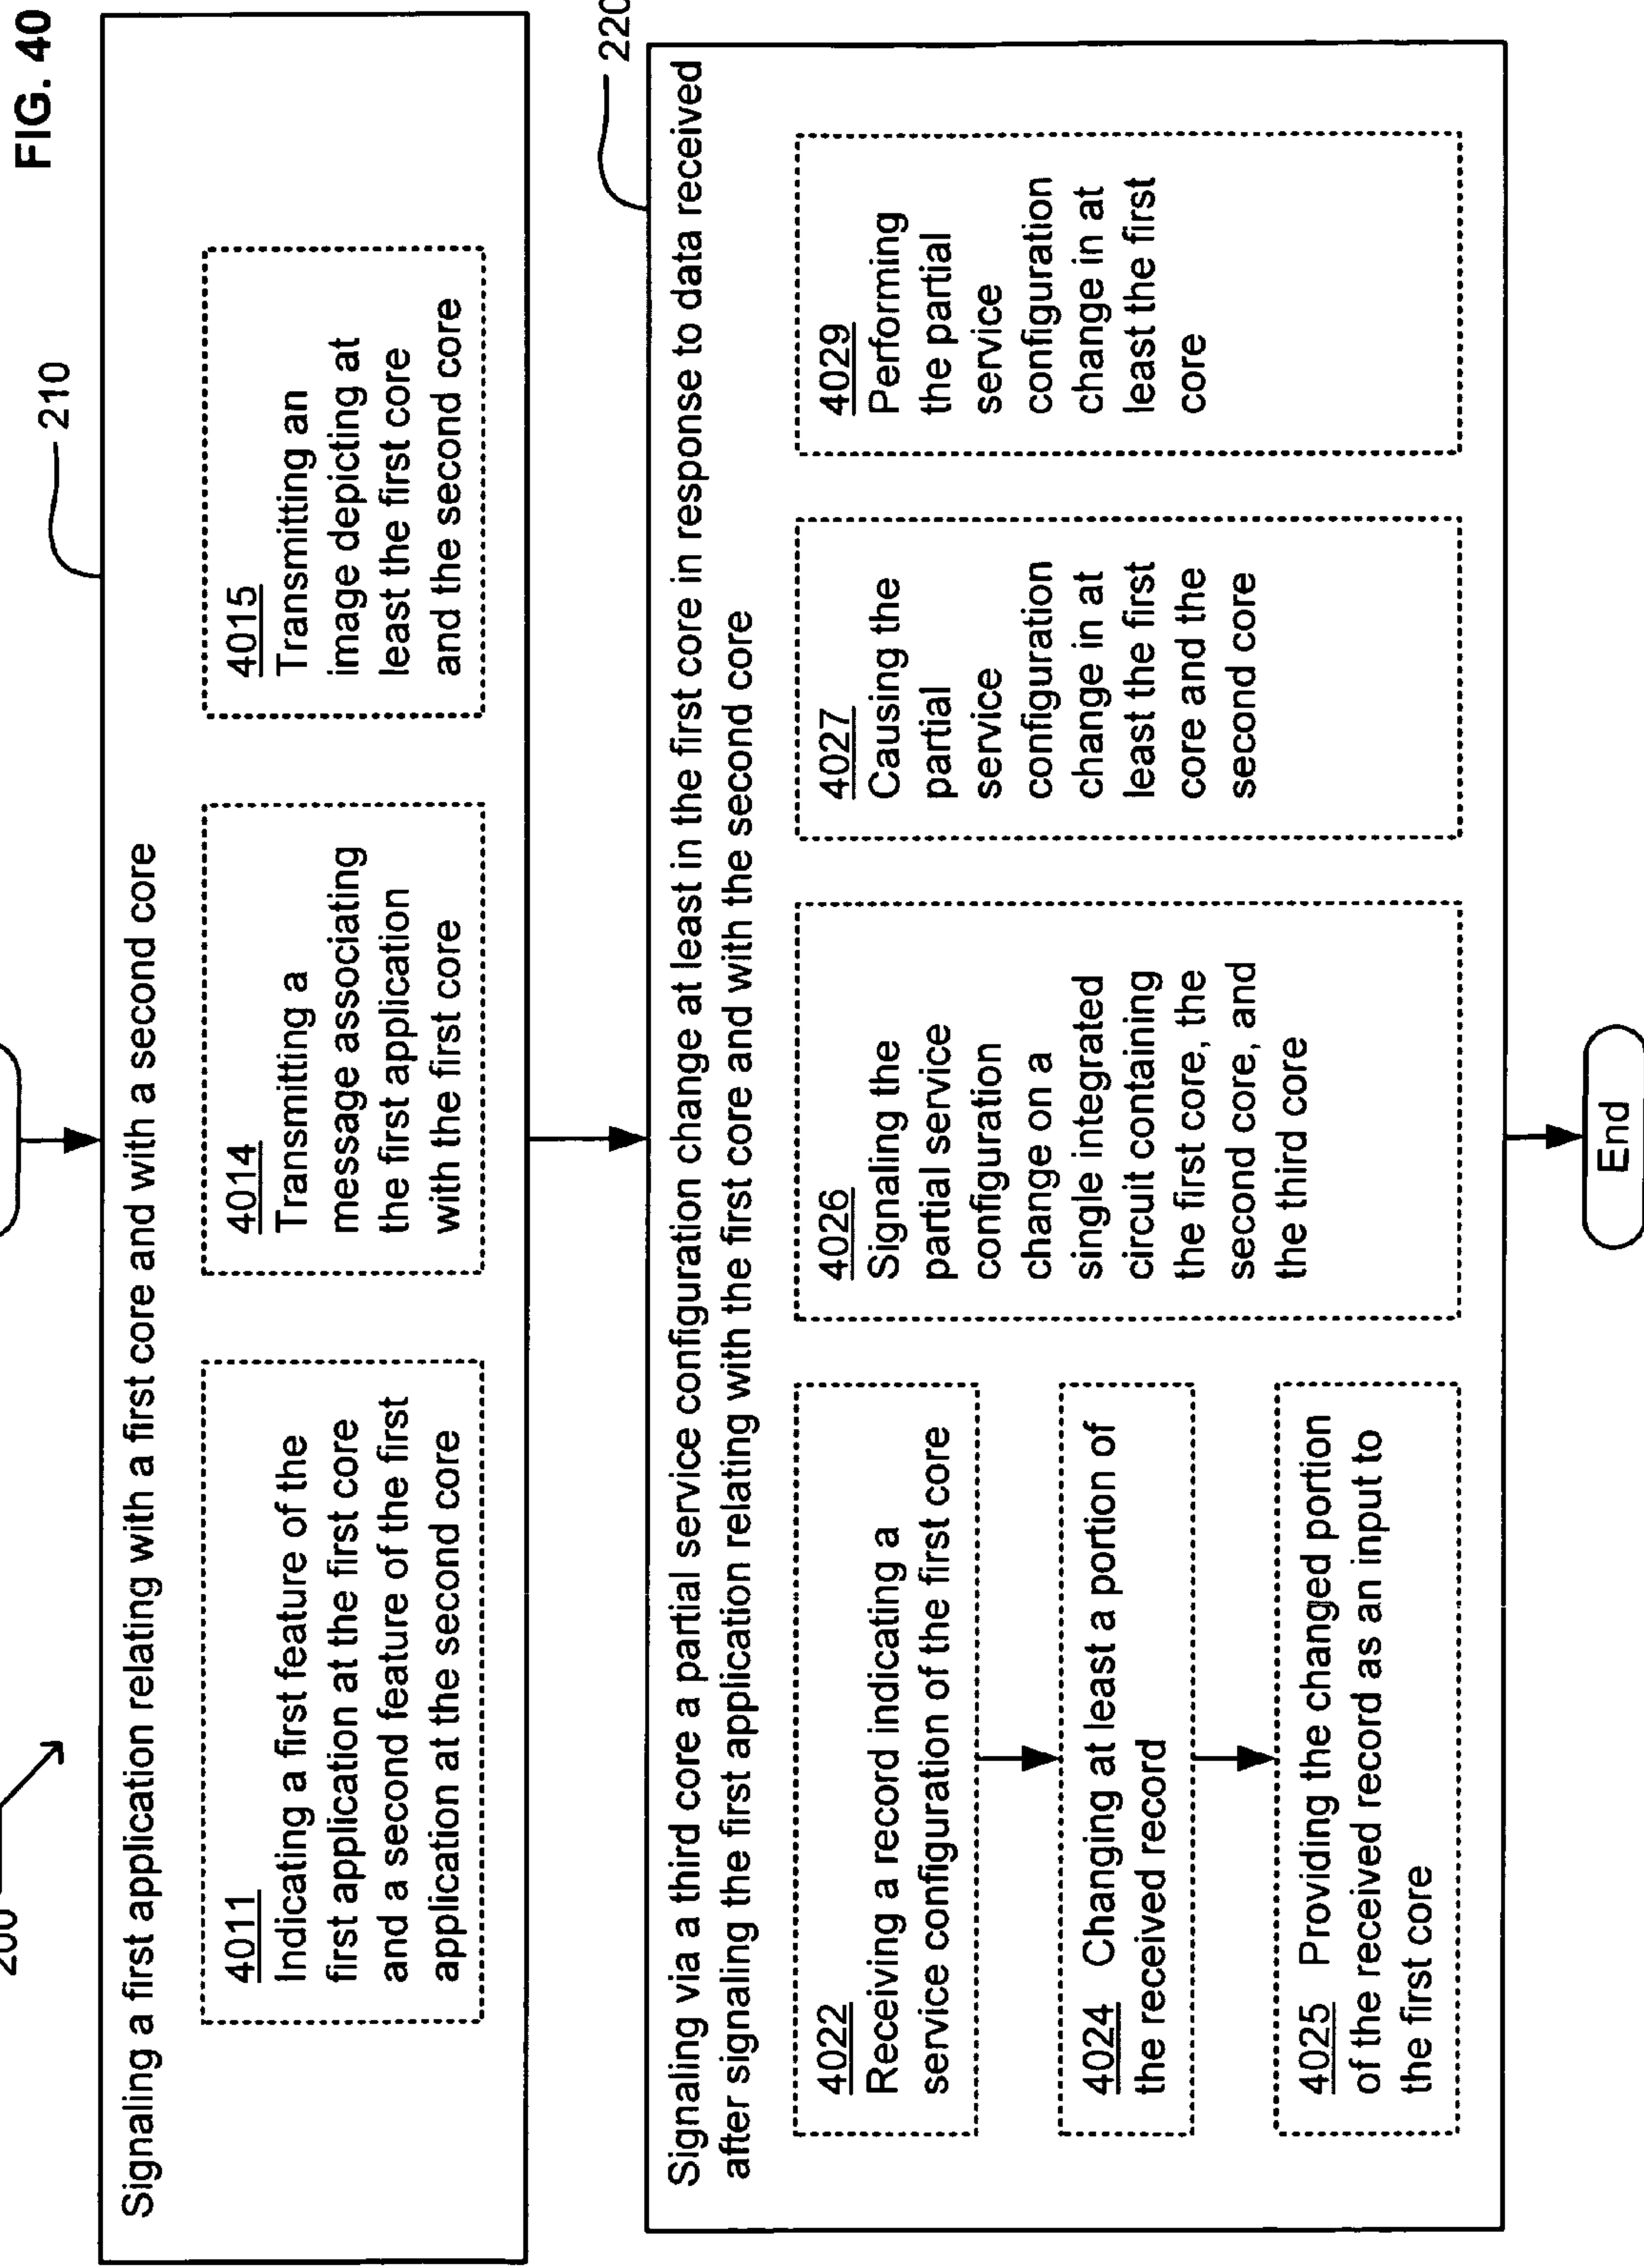 FIG. 40
210
Signaling a first application relating with a first core and with a second core
4011
Indicating a first feature of the
first application at the first core
and a second feature of the first
application at the second core
4014
Transmitting a
message associating
the first application
with the first core
4015
Transmitting an
image depicting at
least the first core
and the second core
220
Signaling via a third core a partial service configuration change at least in the first core in response to data received
after signaling the first application relating with the first core and with the second core
4022
Receiving a record indicating a
service configuration of the first core
4024 Changing at least a portion of
the received record
4025 Providing the changed portion
of the received record as an input to
the first core
4026
Signaling the
partial service
configuration
change on a
single integrated
circuit containing
the first core, the
second core, and
the third core
4027
Causing the
partial
service
configuration
change in at
least the first
core and the
second core
4029
Performing
the partial
service
configuration
change in at
least the first
core
End